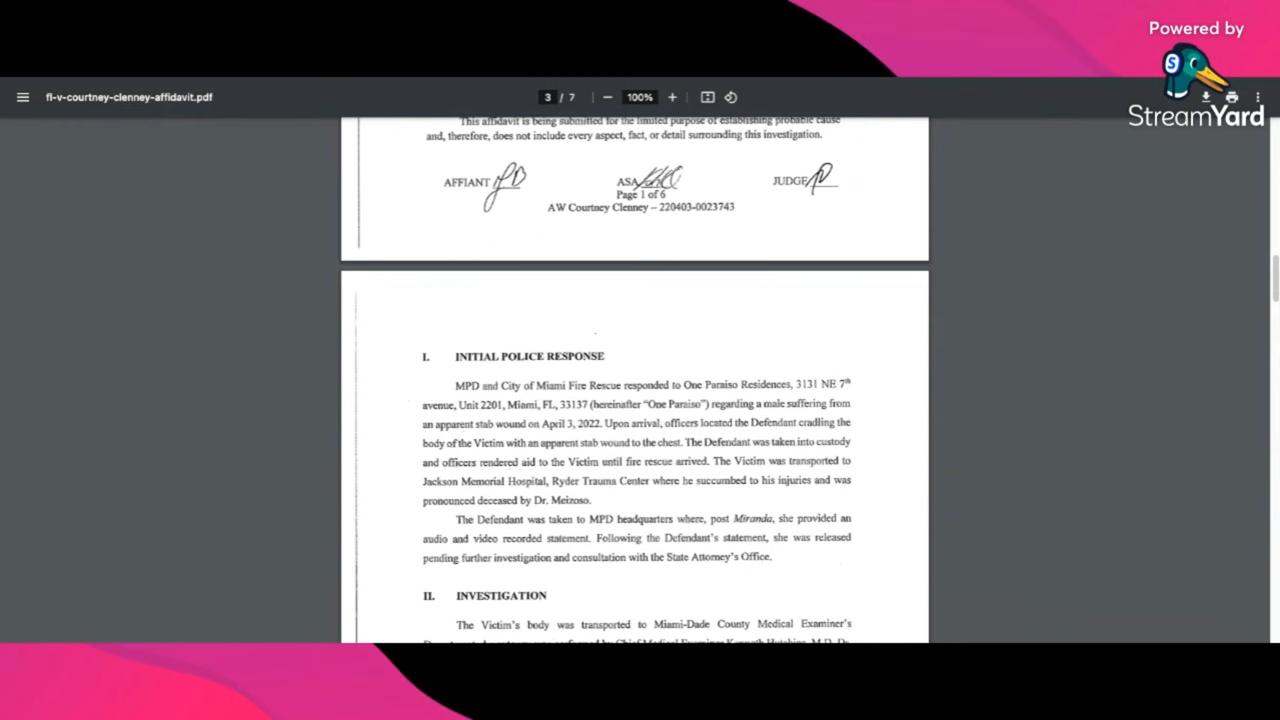 Powered by
StreamYard
fl-v-courtney-clenney-affidavit.pdf
3 / 7
100%
This affidavit is being submitted for the limited purpose of establishing probable cause
and, therefore, does not include every aspect, fact, or detail surrounding this investigation.
AFFIANT ASA JUDGE
Page 1 of 6
AW Courtney Clenney – 220403-0023743
I. INITIAL POLICE RESPONSE
MPD and City of Miami Fire Rescue responded to One Paraiso Residences, 3131 NE 7th
avenue, Unit 2201, Miami, FL, 33137 (hereinafter “One Paraiso”) regarding a male suffering from
an apparent stab wound on April 3, 2022. Upon arrival, officers located the Defendant cradling the
body of the Victim with an apparent stab wound to the chest. The Defendant was taken into custody
and officers rendered aid to the Victim until fire rescue arrived. The Victim was transported to
Jackson Memorial Hospital, Ryder Trauma Center where he succumbed to his injuries and was
pronounced deceased by Dr. Meizoso.
The Defendant was taken to MPD headquarters where, post Miranda, she provided an
audio and video recorded statement. Following the Defendant’s statement, she was released
pending further investigation and consultation with the State Attorney’s Office.
II. INVESTIGATION
The Victim’s body was transported to Miami-Dade County Medical Examiner’s